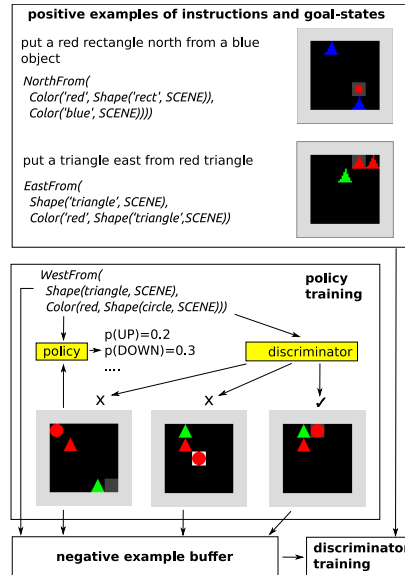 positive examples of instructions and goal-states
put a red rectangle north from a blue
object
NorthFrom(
Color('red', Shape('rect', SCENE)),
Color('blue', SCENE))))
put a triangle east from red triangle
EastFrom(
Shape('triangle', SCENE),
Color('red', Shape('triangle',SCENE))
WestFrom(
Shape(triangle, SCENE),
Color(red, Shape(circle, SCENE)))
policy
training
policy
p(UP)=0.2
p(DOWN)=0.3
....
discriminator
x
x
✓
negative example buffer
discriminator
training